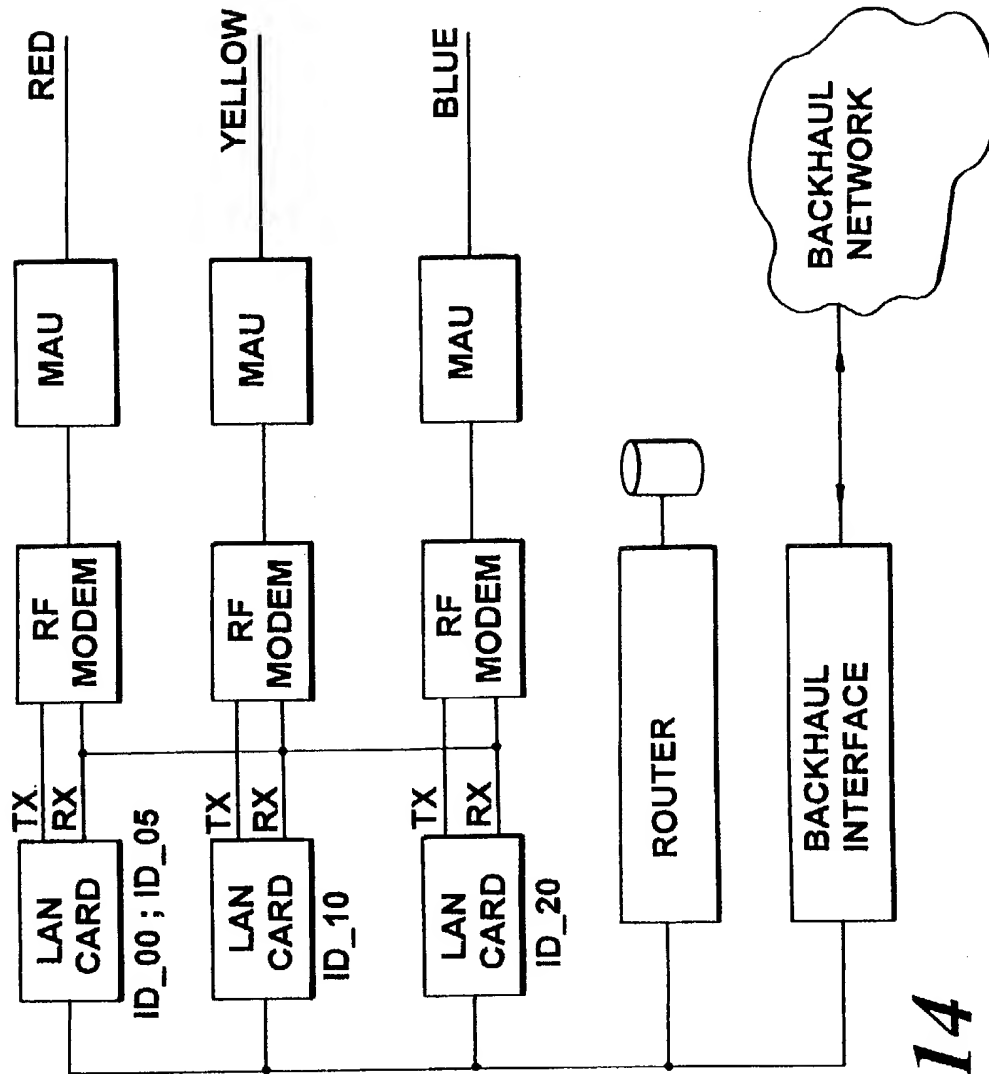 RED
MAU
RF
MODEM
TX
RX
LAN
CARD
ID_00 ; ID_05
YELLOW
MAU
RF
MODEM
TX
RX
LAN
CARD
ID_10
BLUE
MAU
RF
MODEM
TX
RX
LAN
CARD
ID_20
ROUTER
BACKHAUL
INTERFACE
BACKHAUL
NETWORK
14